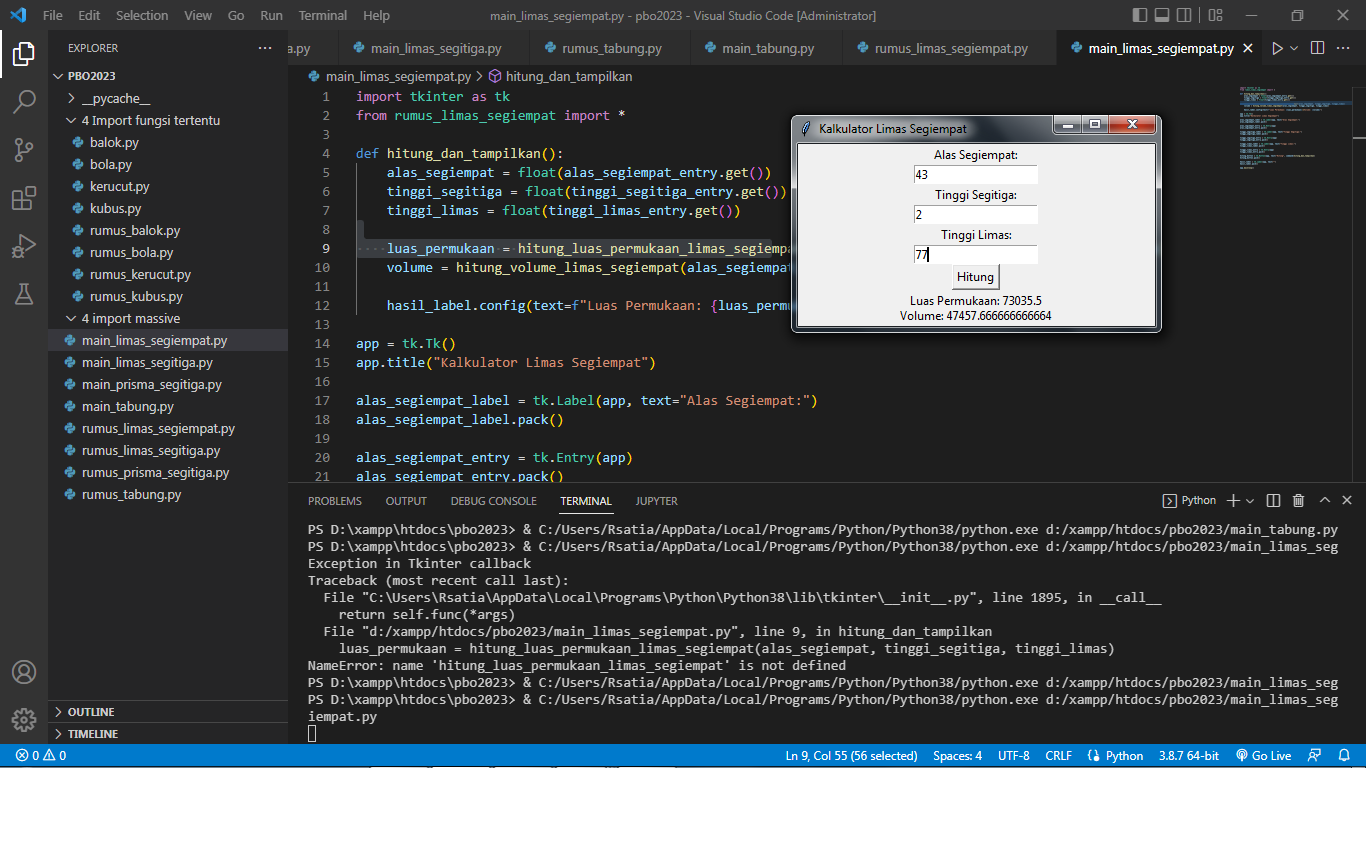 File Edit Selection View Go Run Terminal Help
main_limas_segiempat.py - pbo2023 - Visual Studio Code [Administrator]
EXPLORER
PBO2023
__pycache__
4 Import fungsi tertentu
balok.py
bola.py
kerucut.py
kubus.py
rumus_balok.py
rumus_bola.py
rumus_kerucut.py
rumus_kubus.py
4 import massive
main_limas_segiempat.py
main_limas_segitiga.py
main_prisma_segitiga.py
main_tabung.py
rumus_limas_segiempat.py
rumus_limas_segitiga.py
rumus_prisma_segitiga.py
rumus_tabung.py
OUTLINE
TIMELINE
a.py main_limas_segitiga.py rumus_tabung.py main_tabung.py rumus_limas_segiempat.py main_limas_segiempat.py
main_limas_segiempat.py > hitung_dan_tampilkan
1 import tkinter as tk
2 from rumus_limas_segiempat import *
3
4 def hitung_dan_tampilkan():
5 alas_segiempat = float(alas_segiempat_entry.get())
6 tinggi_segitiga = float(tinggi_segitiga_entry.get())
7 tinggi_limas = float(tinggi_limas_entry.get())
8
9 luas_permukaan = hitung_luas_permukaan_limas_segiempa
10 volume = hitung_volume_limas_segiempat(alas_segiempat
11
12 hasil_label.config(text=f"Luas Permukaan: {luas_permu
13
14 app = tk.Tk()
15 app.title("Kalkulator Limas Segiempat")
16
17 alas_segiempat_label = tk.Label(app, text="Alas Segiempat:")
18 alas_segiempat_label.pack()
19
20 alas_segiempat_entry = tk.Entry(app)
21 alas_segiempat_entry.pack()
Kalkulator Limas Segiempat
Alas Segiempat:
43
Tinggi Segitiga:
2
Tinggi Limas:
77
Hitung
Luas Permukaan: 73035.5
Volume: 47457.666666666664
PROBLEMS OUTPUT DEBUG CONSOLE TERMINAL JUPYTER
Python
PS D:\xampp\htdocs\pbo2023> & C:/Users/Rsatia/AppData/Local/Programs/Python/Python38/python.exe d:/xampp/htdocs/pbo2023/main_tabung.py
PS D:\xampp\htdocs\pbo2023> & C:/Users/Rsatia/AppData/Local/Programs/Python/Python38/python.exe d:/xampp/htdocs/pbo2023/main_limas_seg
Exception in Tkinter callback
Traceback (most recent call last):
File "C:\Users\Rsatia\AppData\Local\Programs\Python\Python38\lib\tkinter\__init__.py", line 1895, in __call__
return self.func(*args)
File "d:/xampp/htdocs/pbo2023/main_limas_segiempat.py", line 9, in hitung_dan_tampilkan
luas_permukaan = hitung_luas_permukaan_limas_segiempat(alas_segiempat, tinggi_segitiga, tinggi_limas)
NameError: name 'hitung_luas_permukaan_limas_segiempat' is not defined
PS D:\xampp\htdocs\pbo2023> & C:/Users/Rsatia/AppData/Local/Programs/Python/Python38/python.exe d:/xampp/htdocs/pbo2023/main_limas_seg
PS D:\xampp\htdocs\pbo2023> & C:/Users/Rsatia/AppData/Local/Programs/Python/Python38/python.exe d:/xampp/htdocs/pbo2023/main_limas_seg
iempat.py
0 0 Ln 9, Col 55 (56 selected) Spaces: 4 UTF-8 CRLF Python 3.8.7 64-bit Go Live